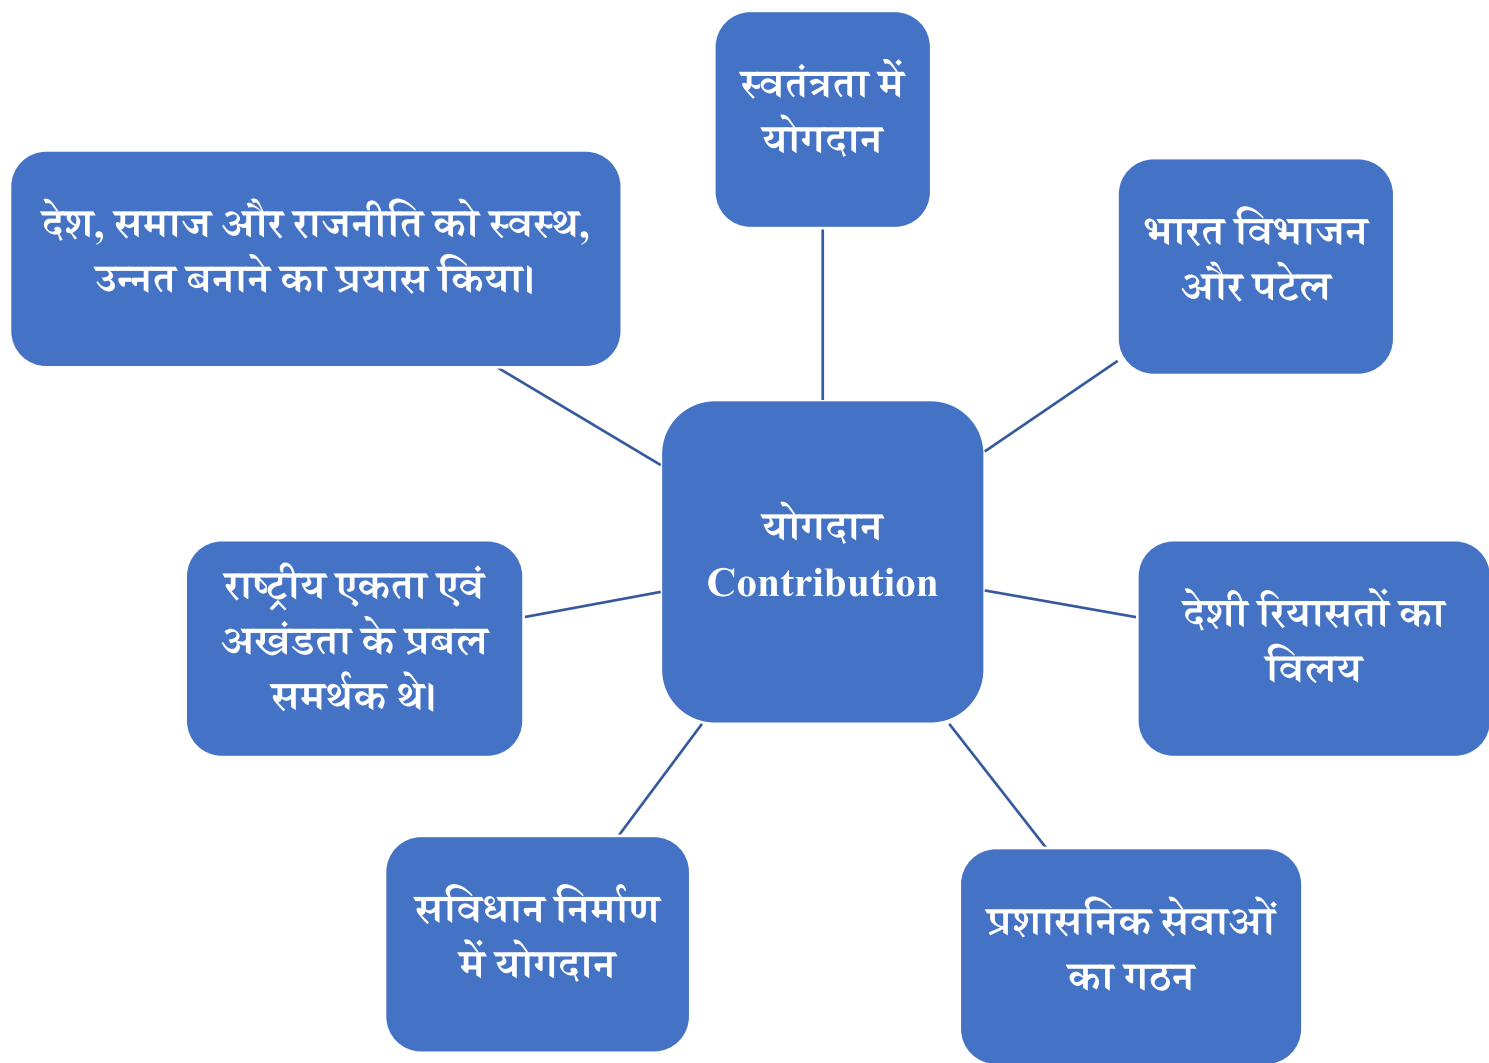 स्वतंत्रता में
योगदान
देश, समाज और राजनीति को स्वस्थ,
उन्नत बनाने का प्रयास किया।
भारत विभाजन
और पटेल
योगदान
Contribution
राष्ट्रीय एकता एवं
अखंडता के प्रबल
समर्थक थे।
देशी रियासतों का
विलय
सविधान निर्माण
में योगदान
प्रशासनिक सेवाओं
का गठन